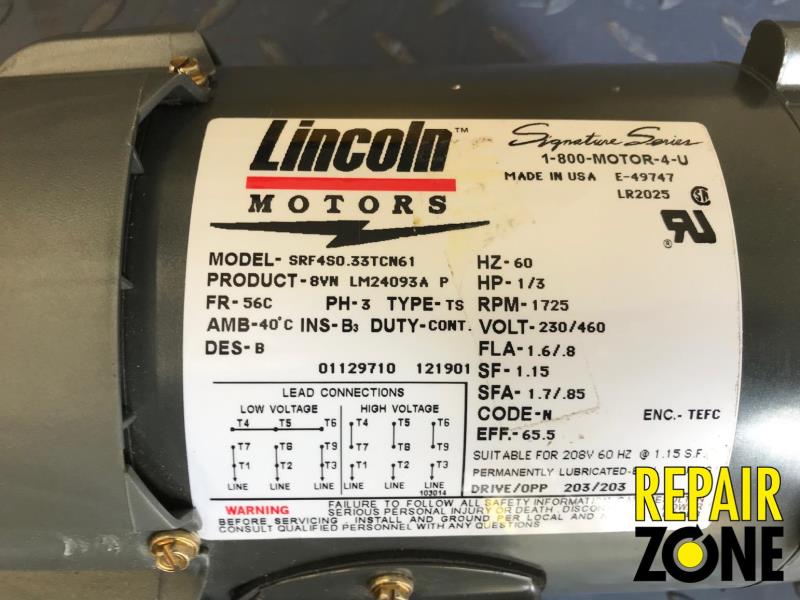 Lincoln™
MOTORS
Signature Series
1-800-MOTOR-4-U
MADE IN USA E-49747
LR2025
MODEL- SRF4S0.33TCN61
PRODUCT-8YN LM24093A P
FR-56C PH-3 TYPE-TS
AMB-40°C INS-B3 DUTY-CONT.
DES-B
01129710 121901
HZ-60
HP-1/3
RPM-1725
VOLT-230/460
FLA-1.6/.8
SF-1.15
SFA-1.7/.85
CODE-N ENC.-TEFC
EFF.-65.5
SUITABLE FOR 208V 60 HZ @ 1.15 S.F.
PERMANENTLY LUBRICATED-
DRIVE/OPP 203/203
LEAD CONNECTIONS
LOW VOLTAGE HIGH VOLTAGE
T4 T5 T6 T4 T5 T6
T7 T8 T9 T7 T8 T9
T1 T2 T3 T1 T2 T3
LINE LINE LINE LINE LINE LINE
103014
WARNING FAILURE TO FOLLOW ALL SAFETY INFORMATION
SERIOUS PERSONAL INJURY OR DEATH.
BEFORE SERVICING. INSTALL AND GROUND PER LOCAL AND
CONSULT QUALIFIED PERSONNEL WITH ANY QUESTIONS
REPAIR
ZONE